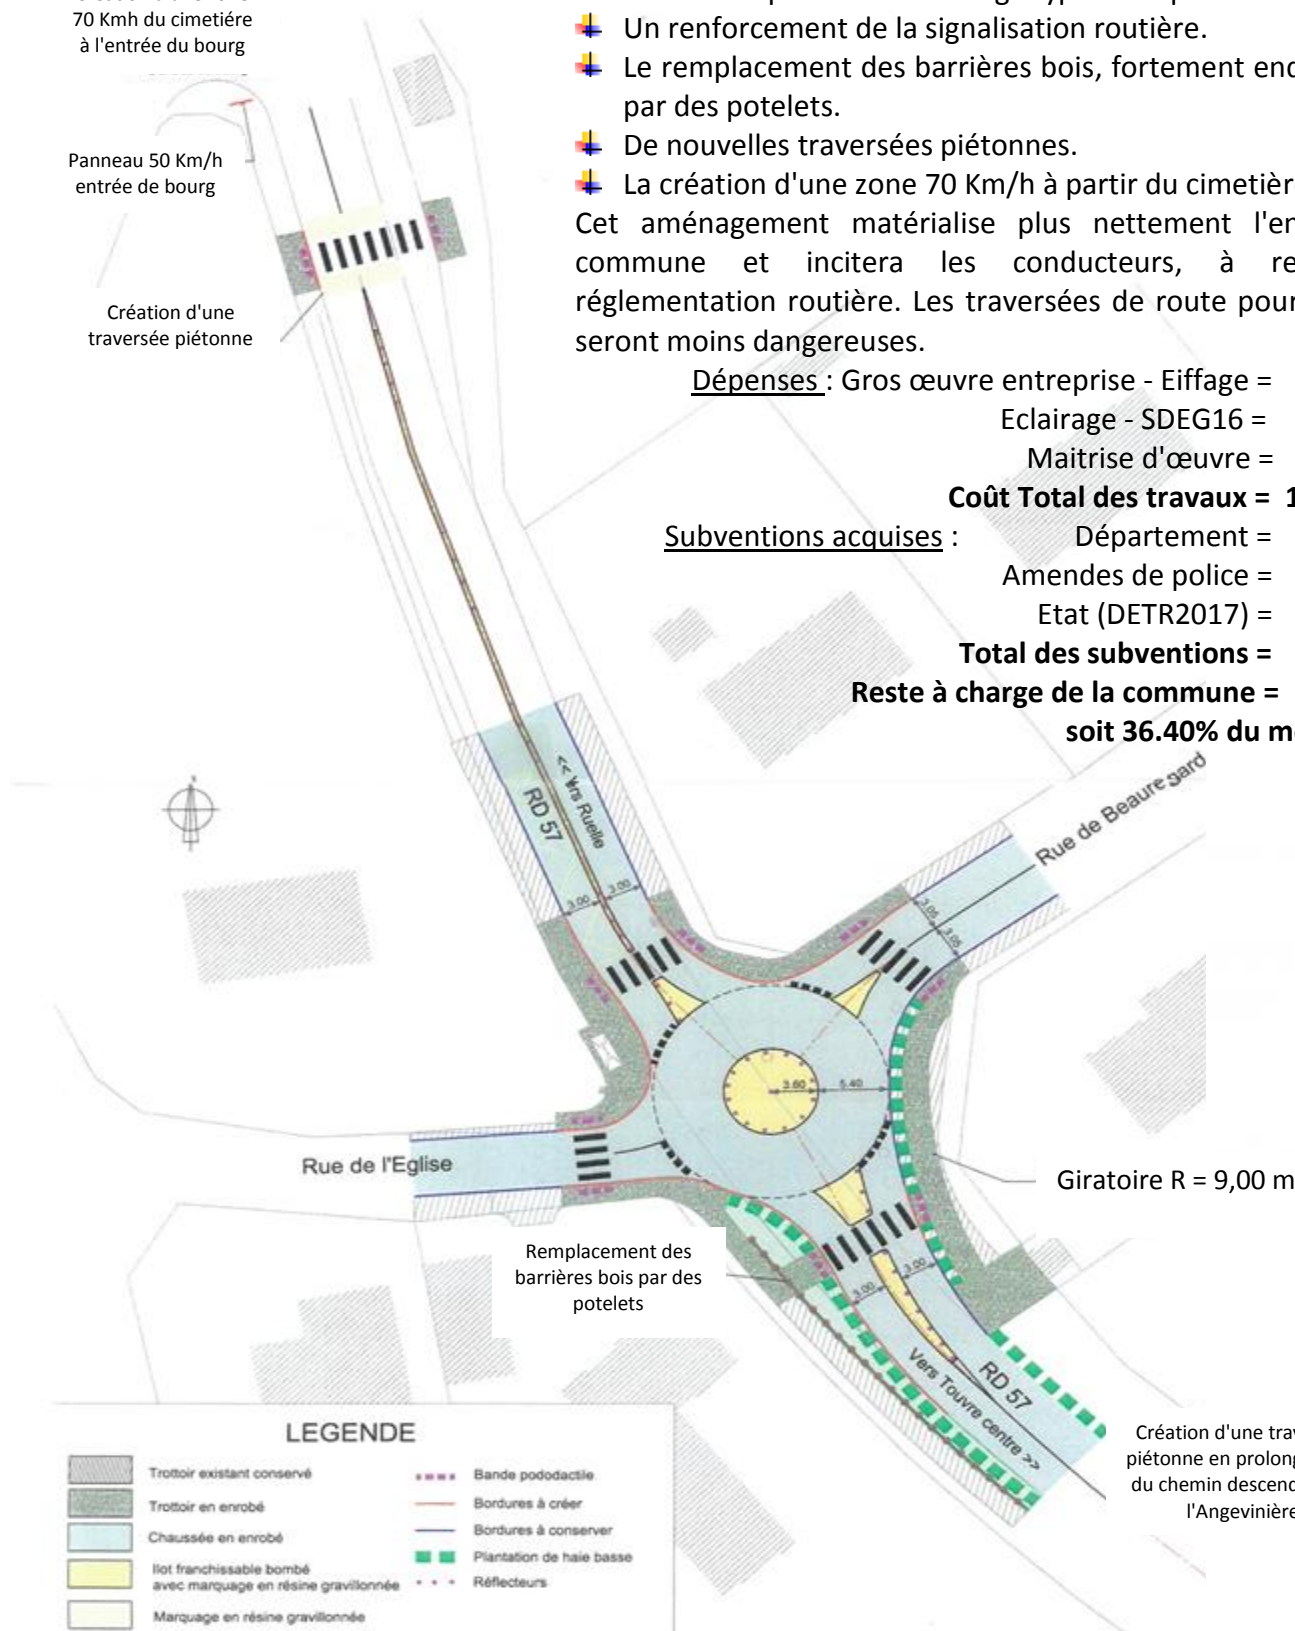 70 Kmh du cimetiére
à l'entrée du bourg
Un renforcement de la signalisation routière.
Le remplacement des barrières bois, fortement
par des potelets.
De nouvelles traversées piétonnes.
La création d'une zone 70 Km/h à partir du cimetière
Cet aménagement matérialise plus nettement
commune et incitera les conducteurs, à
réglementation routière. Les traversées de route pour
seront moins dangereuses.
Panneau 50 Km/h
entrée de bourg
Création d'une
traversée piétonne
Dépenses : Gros œuvre entreprise - Eiffage =
Eclairage - SDEG16 =
Maitrise d'œuvre =
Coût Total des travaux = 1
Subventions acquises : Département =
Amendes de police =
Etat (DETR2017) =
Total des subventions =
Reste à charge de la commune =
soit 36.40% du
<< Vrs Ruelle
RD 57
Rue de Beauregard
3.00 3.00
3.05
3.05
3.60 5.40
Rue de l'Eglise
Giratoire R = 9,00 m
Remplacement des
barrières bois par des
potelets
3.00 3.00
RD 57
Vers Touvre centre >>
Création d'une
piétonne en
du chemin
l'Angevinière
LEGENDE
Trottoir existant conservé
Trottoir en enrobé
Chaussée en enrobé
Ilot franchissable bombé
avec marquage en résine gravillonnée
Marquage en résine gravillonnée
Bande pododactile
Bordures à créer
Bordures à conserver
Plantation de haie basse
Réflecteurs